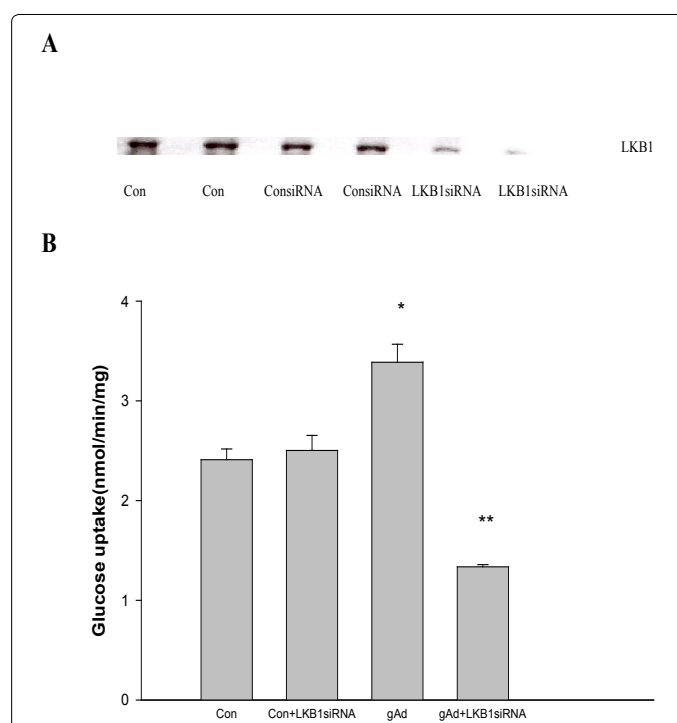 A
LKB1
Con Con ConsiRNA ConsiRNA LKB1siRNA LKB1siRNA
B
Glucose uptake(nmol/min/mg)
4
*
3
**
2
1
0
Con Con+LKB1siRNA gAd gAd+LKB1siRNA